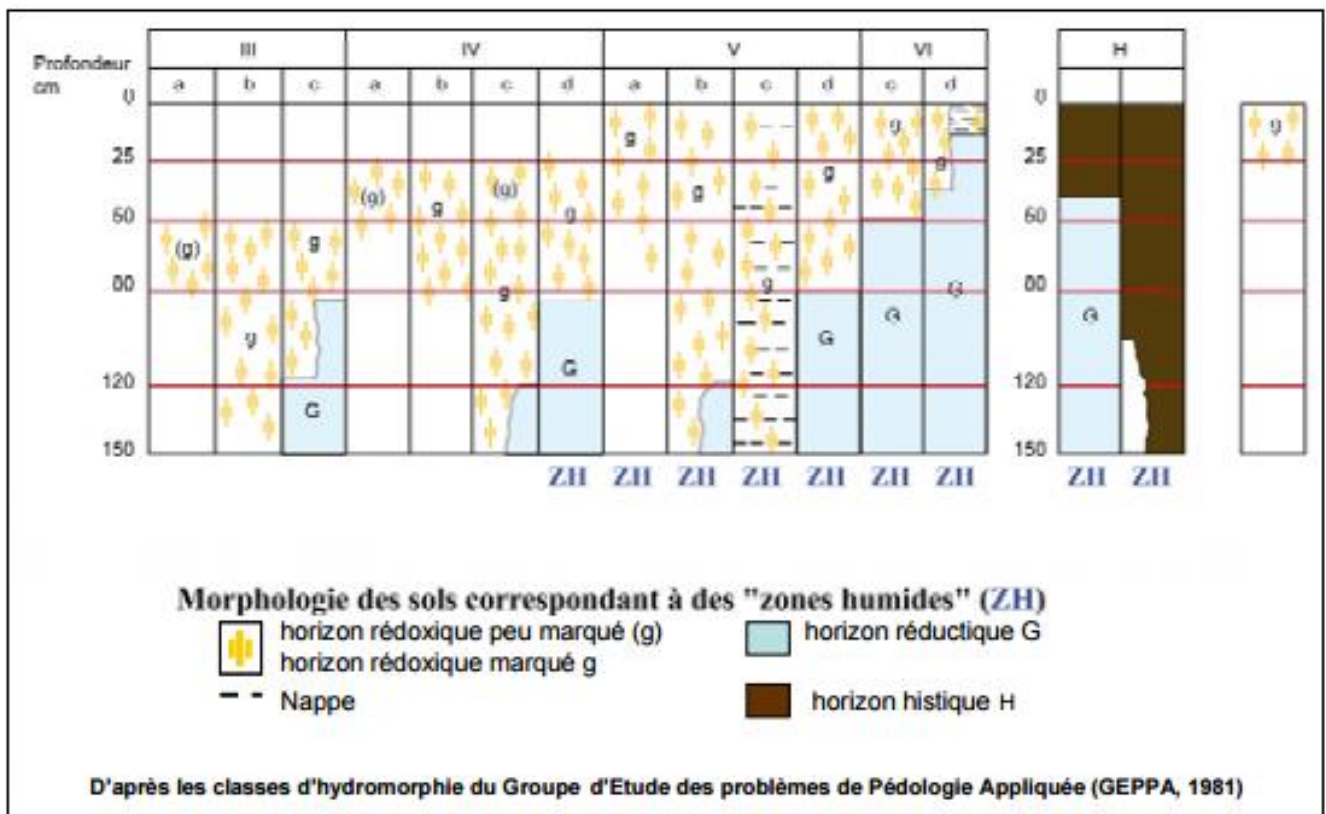 III IV V VI H
Profondeur
cm
a b c a b c d a b c d c d
0 0
g g g
25 25
(g) g (g) g g g g
50 50
(g) g g
80 80
g g g G G G G
G G
120 120
G
150 150
ZH ZH ZH ZH ZH ZH ZH ZH ZH
Morphologie des sols correspondant à des "zones humides" (ZH)
horizon rédoxique peu marqué (g) horizon réductique G
horizon rédoxique marqué g
Nappe horizon histique H
D'après les classes d'hydromorphie du Groupe d'Etude des problèmes de Pédologie Appliquée (GEPPA, 1981)